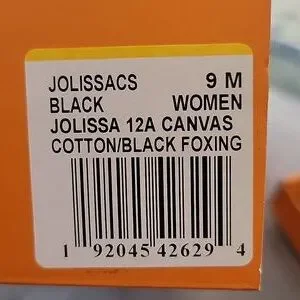 JOLISSACS 9 M
BLACK WOMEN
JOLISSA 12A CANVAS
COTTON/BLACK FOXING
1 92045 42629 4